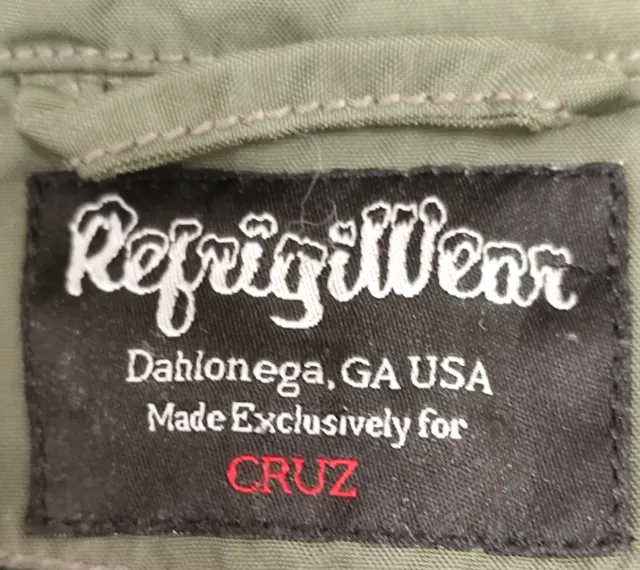 RefrigiWear
Dahlonega, GA USA
Made Exclusively for
CRUZ